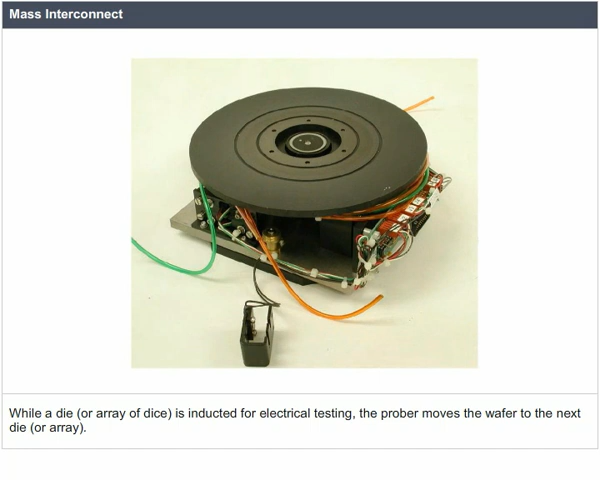 Mass Interconnect
While a die (or array of dice) is inducted for electrical testing, the prober moves the wafer to the next
die (or array).